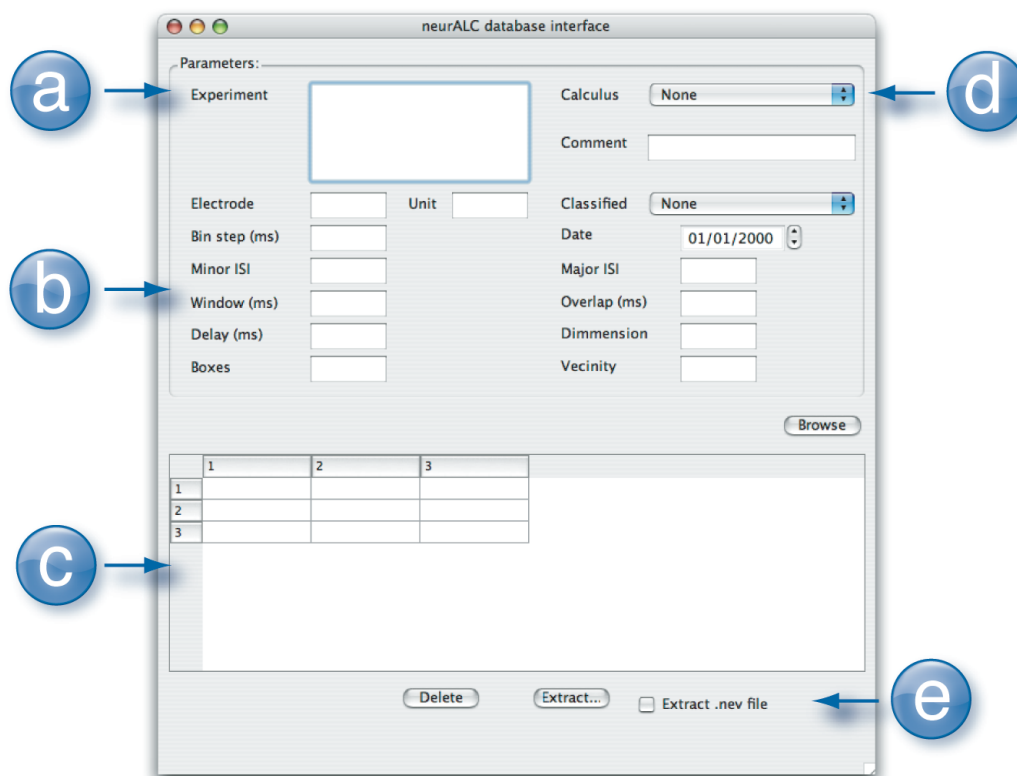 neurALC database interface
Parameters:
a
Experiment
Calculus None
d
Comment
Electrode Unit Classified None
Bin step (ms) Date 01/01/2000
b
Minor ISI Major ISI
Window (ms) Overlap (ms)
Delay (ms) Dimmension
Boxes Vecinity
Browse
1 2 3
1
2
3
c
Delete Extract... Extract .nev file
e